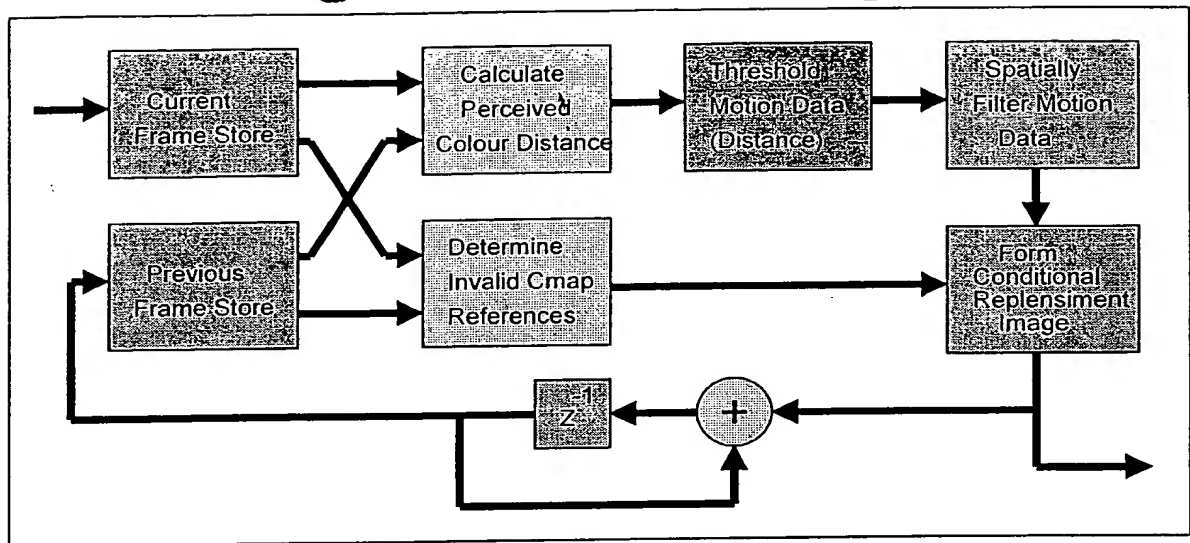 Current
Frame Store
Calculate
Perceived
Colour Distance
Threshold
Motion Data
(Distance)
Spatially
Filter Motion
Data
Previous
Frame Store
Determine
Invalid Cmap
References
Form
Conditional
Replensiment
Image
z-1
+